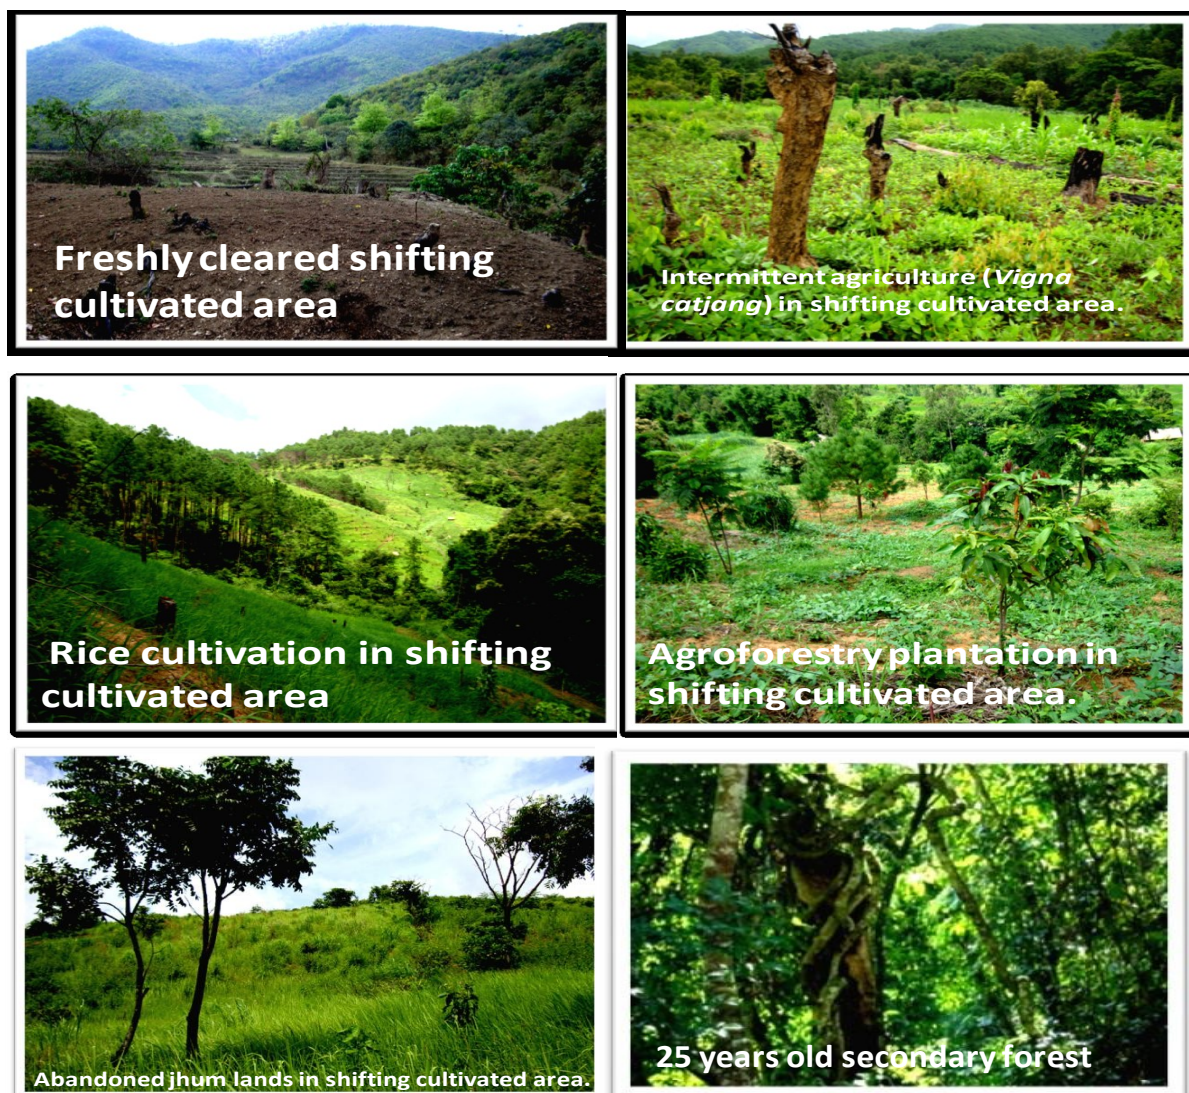 Freshly cleared shifting
cultivated area
Intermittent agriculture (Vigna
catjang) in shifting cultivated area.
Rice cultivation in shifting
cultivated area
Agroforestry plantation in
shifting cultivated area.
Abandoned jhum lands in shifting cultivated area.
25 years old secondary forest